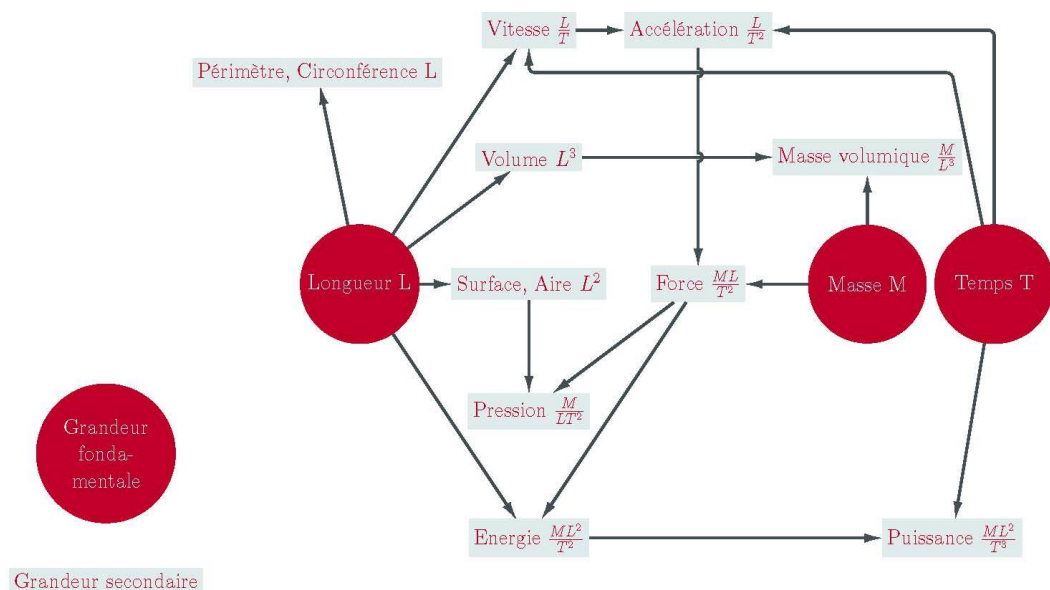 Vitesse L/T
Accélération L/T²
Périmètre, Circonférence L
Volume L³
Masse volumique M/L³
Longueur L
Surface, Aire L²
Force ML/T²
Masse M
Temps T
Pression M/LT²
Grandeur
fonda-
mentale
Energie ML²/T²
Puissance ML²/T³
Grandeur secondaire